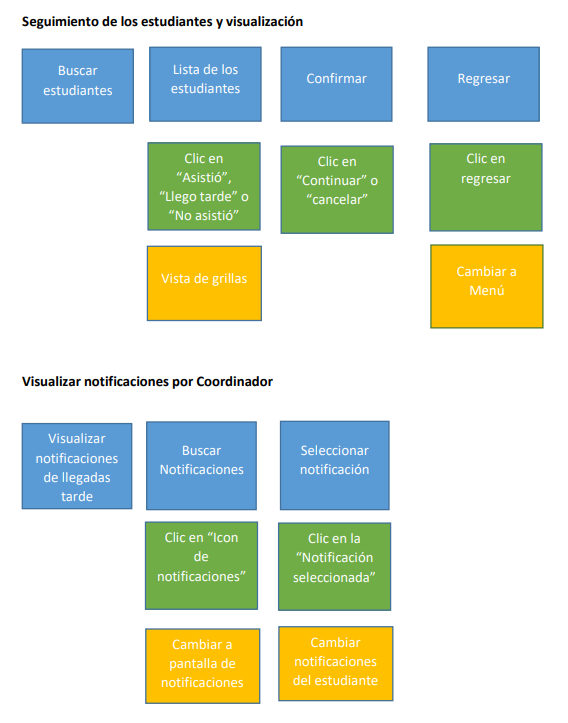 Seguimiento de los estudiantes y visualización
Buscar
estudiantes
Lista de los
estudiantes
Confirmar
Regresar
Clic en
“Asistió”,
“Llego tarde” o
“No asistió”
Clic en
“Continuar” o
“cancelar”
Clic en
regresar
Vista de grillas
Cambiar a
Menú
Visualizar notificaciones por Coordinador
Visualizar
notificaciones
de llegadas
tarde
Buscar
Notificaciones
Seleccionar
notificación
Clic en “Icon
de
notificaciones”
Clic en la
“Notificación
seleccionada”
Cambiar a
pantalla de
notificaciones
Cambiar
notificaciones
del estudiante